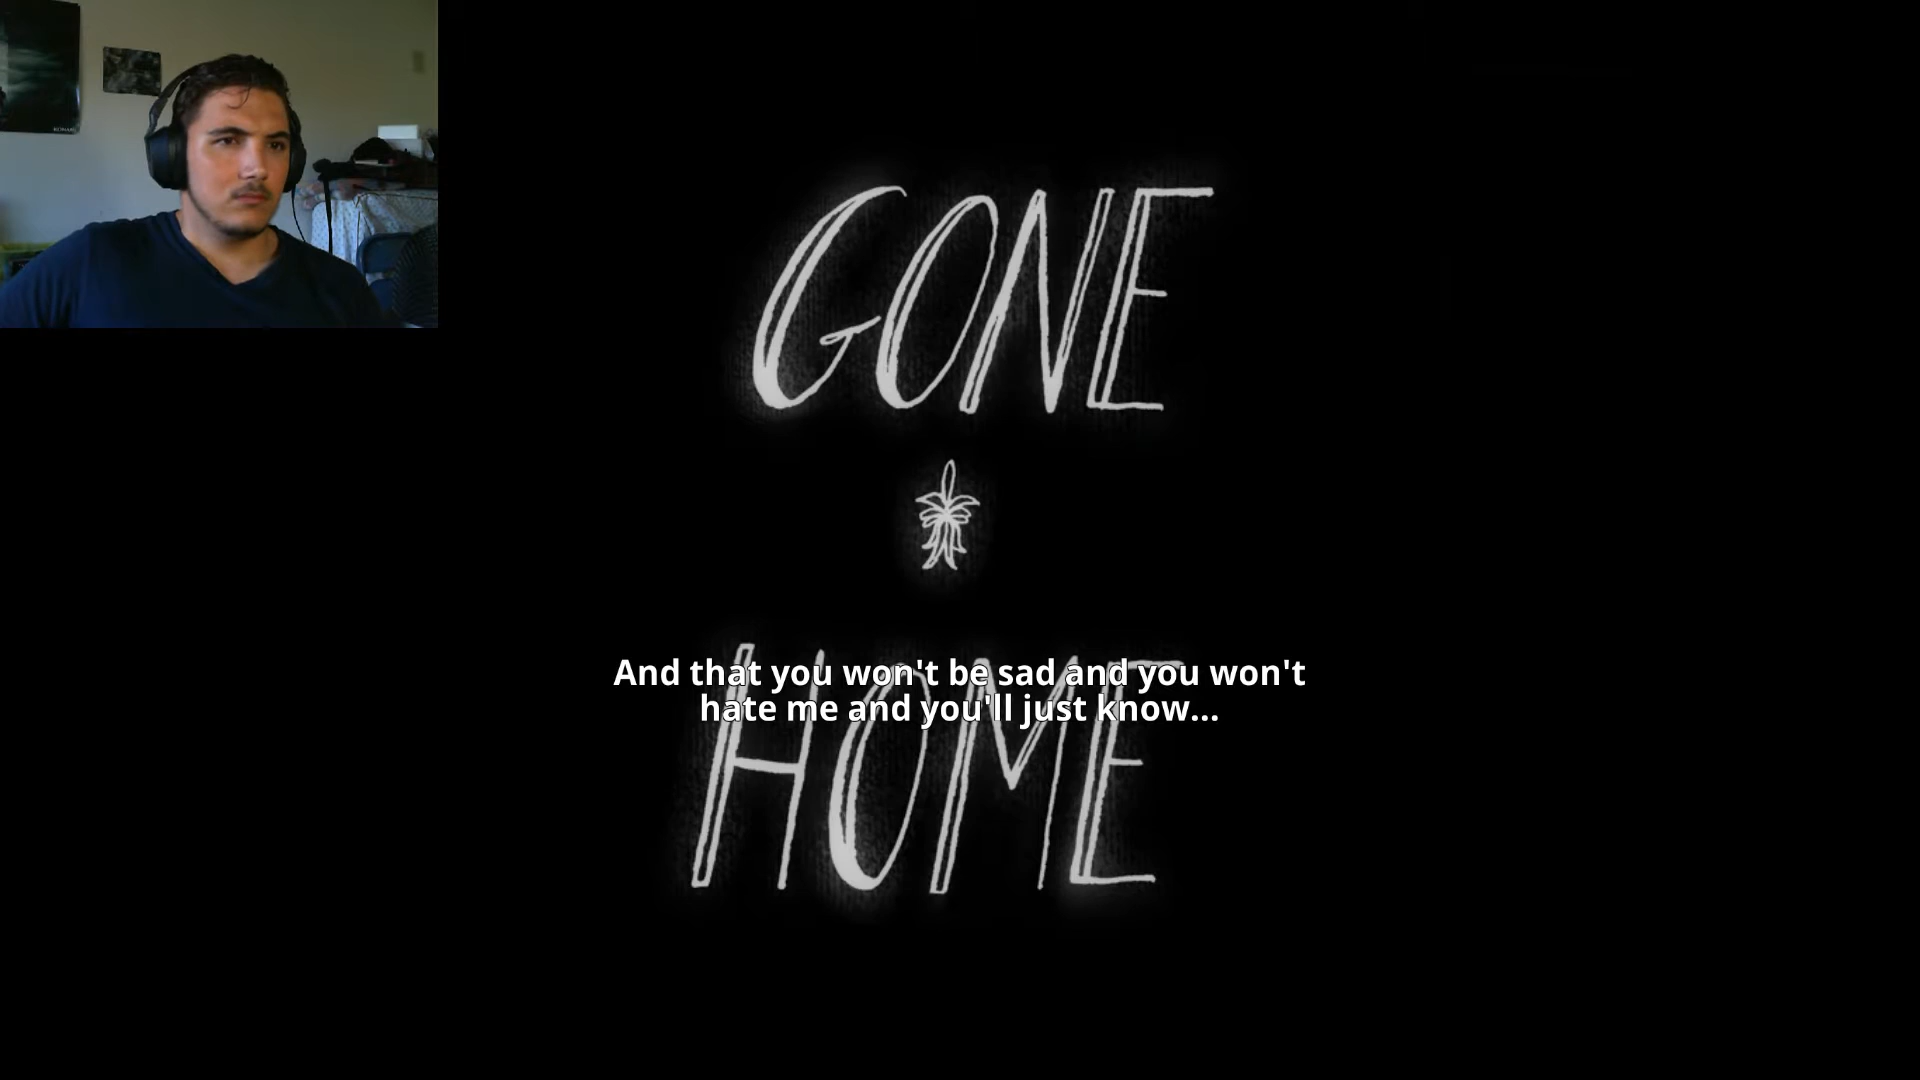 GONE
HOME
And that you won't be sad and you won't
hate me and you'll just know...